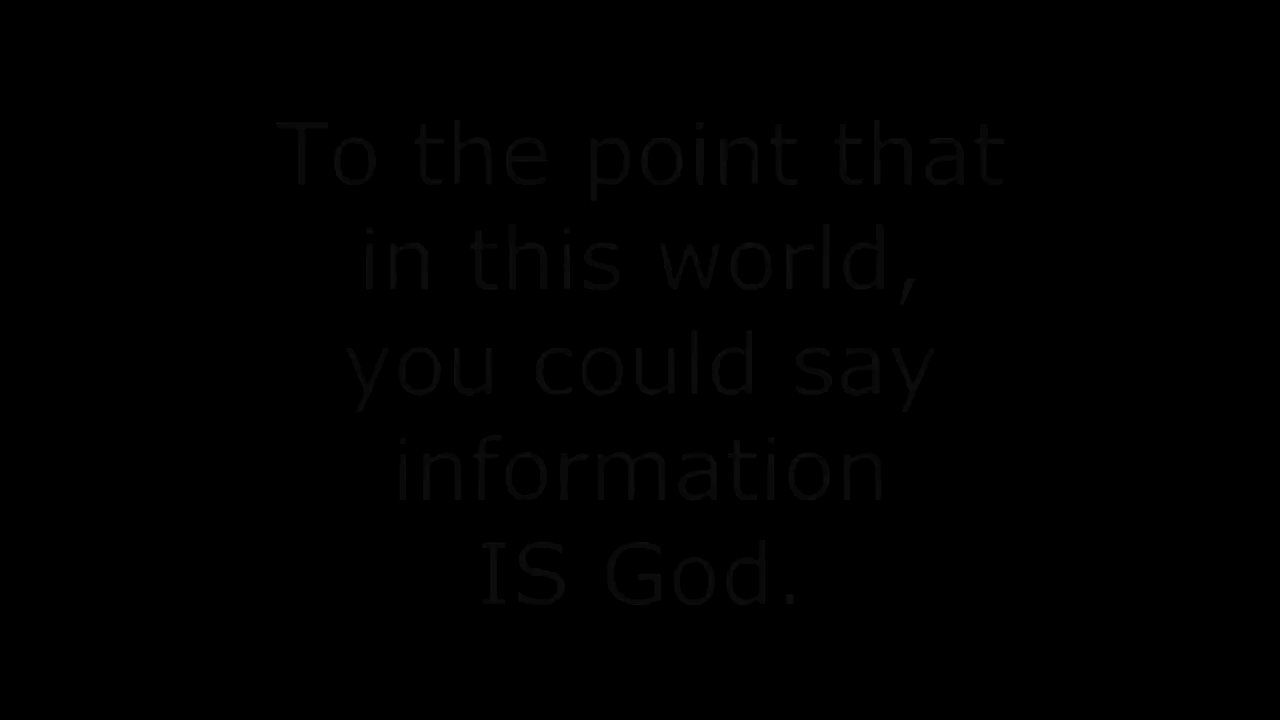 To the point that
in this world,
you could say
information
IS God.